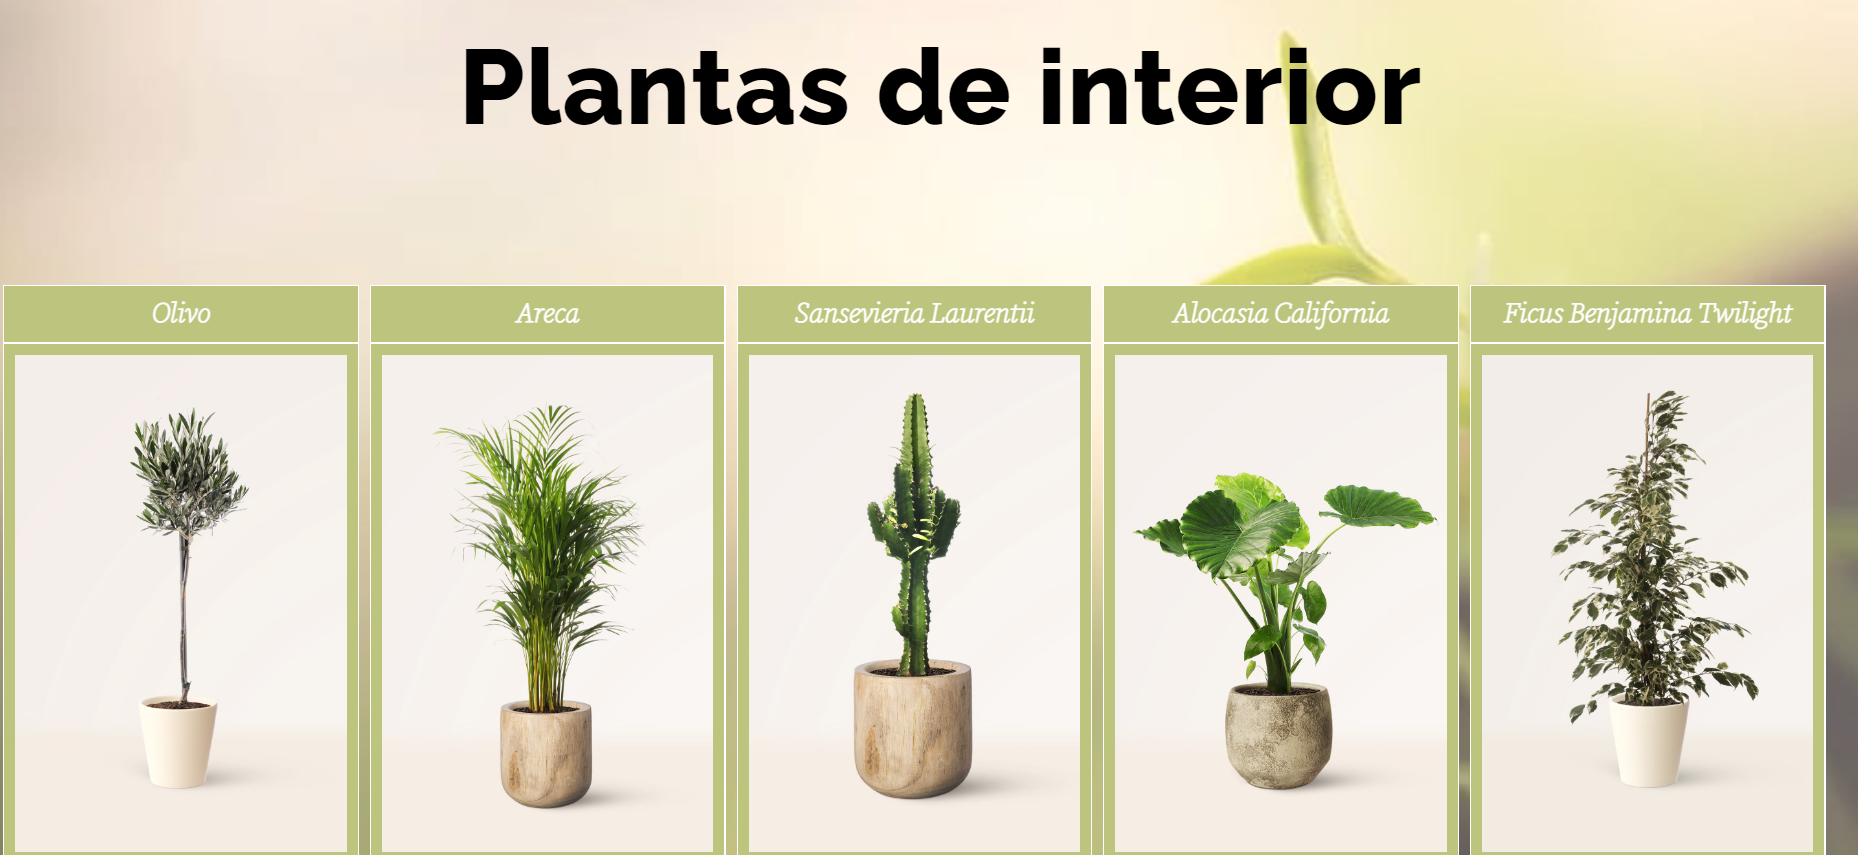 Plantas de interior
Olivo
Areca
Sansevieria Laurentii
Alocasia California
Ficus Benjamina Twilight